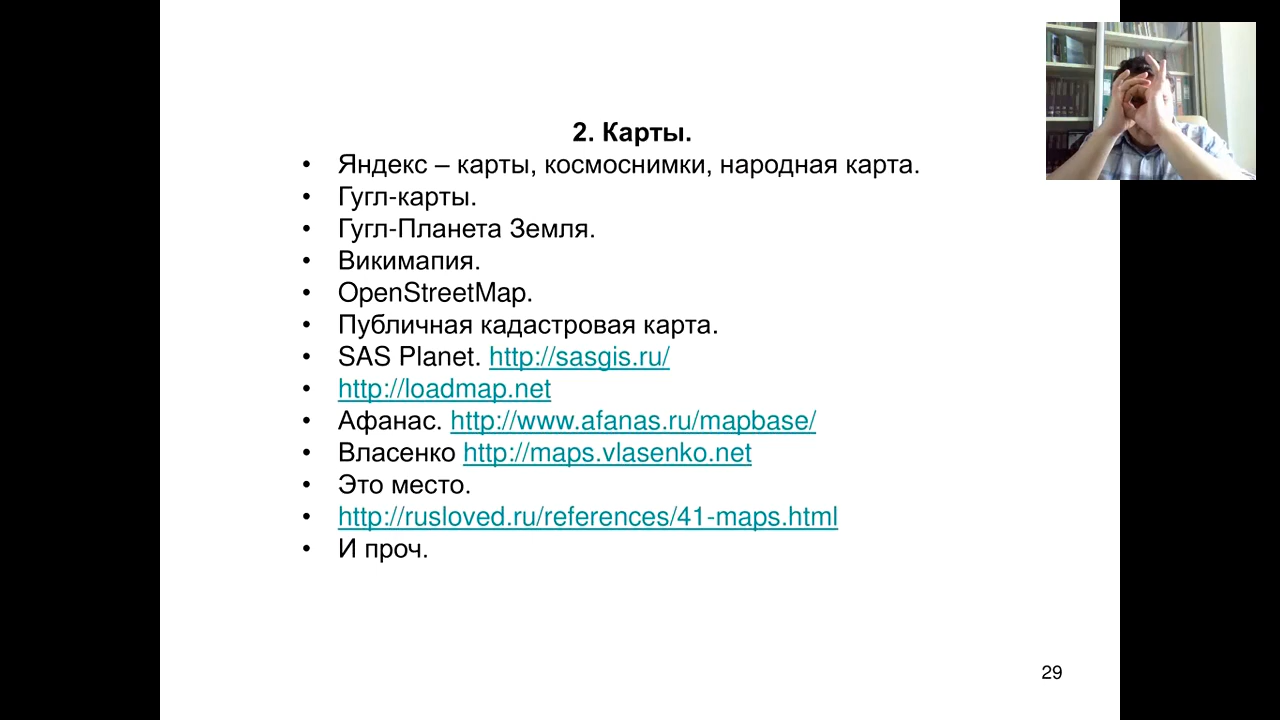 2. Карты.
• Яндекс – карты, космоснимки, народная карта.
• Гугл-карты.
• Гугл-Планета Земля.
• Викимапия.
• OpenStreetMap.
• Публичная кадастровая карта.
• SAS Planet. http://sasgis.ru/
• http://loadmap.net
• Афанас. http://www.afanas.ru/mapbase/
• Власенко http://maps.vlasenko.net
• Это место.
• http://rusloved.ru/references/41-maps.html
• И проч.
29